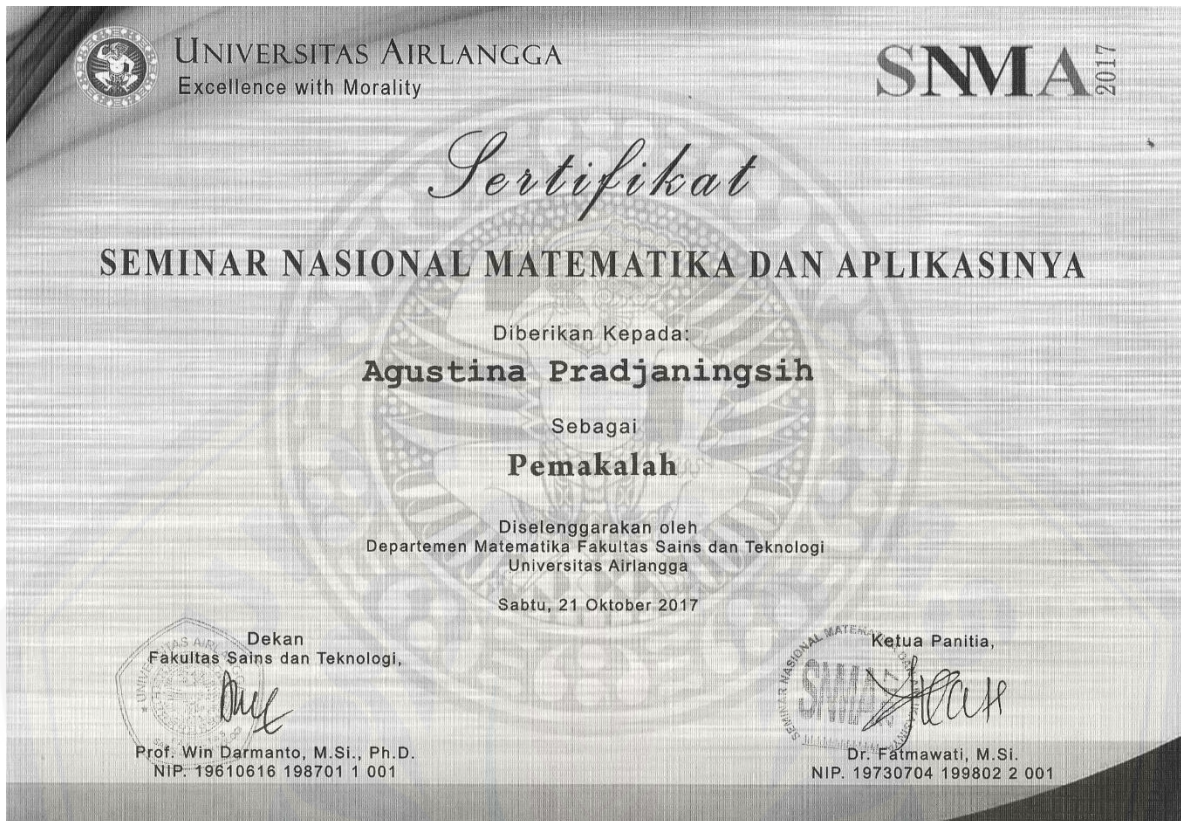 UNIVERSITAS AIRLANGGA
Excellence with Morality
SNMA 2017
Sertifikat
SEMINAR NASIONAL MATEMATIKA DAN APLIKASINYA
Diberikan Kepada:
Agustina Pradjaningsih
Sebagai
Pemakalah
Diselenggarakan oleh
Departemen Matematika Fakultas Sains dan Teknologi
Universitas Airlangga
Sabtu, 21 Oktober 2017
Dekan
Fakultas Sains dan Teknologi,
Prof. Win Darmanto, M.Si., Ph.D.
NIP. 19610616 198701 1 001
Ketua Panitia,
Dr. Fatmawati, M.Si.
NIP. 19730704 199802 2 001